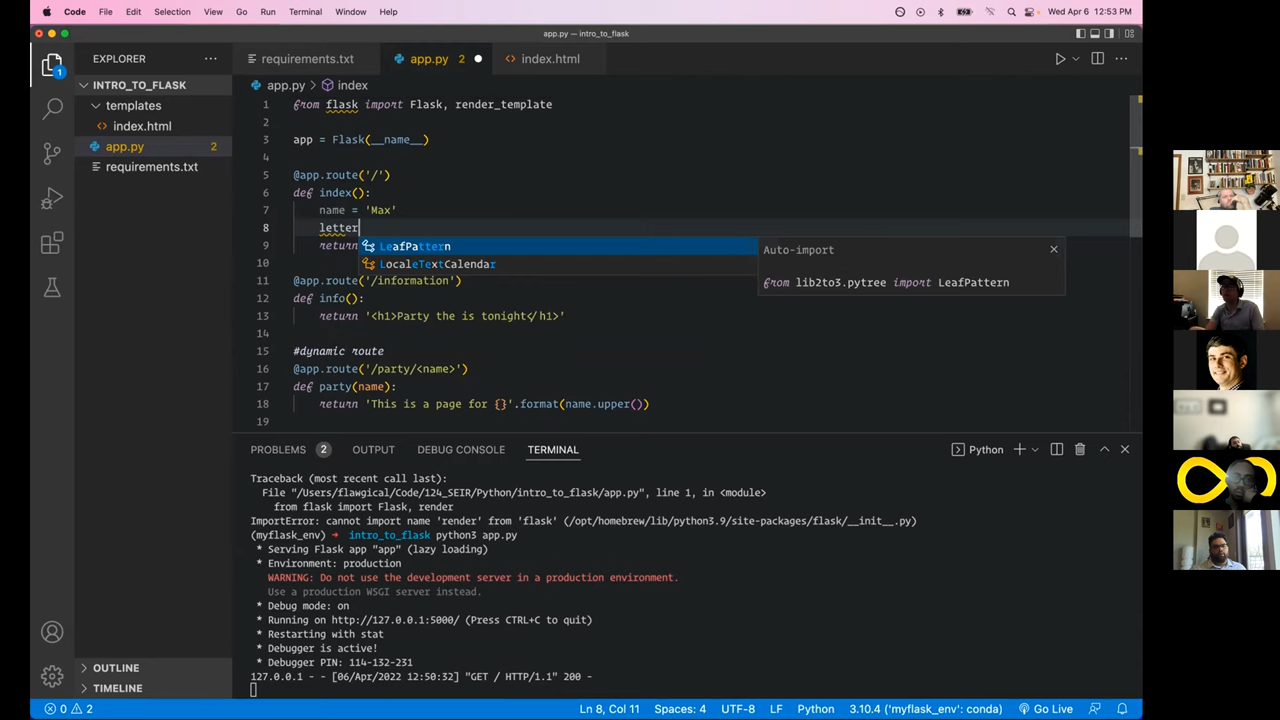 Code File Edit Selection View Go Run Terminal Window Help Wed Apr 6 12:53 PM
app.py — intro_to_flask
EXPLORER
requirements.txt
app.py 2
index.html
INTRO_TO_FLASK
templates
index.html
app.py 2
requirements.txt
app.py > index
1 from flask import Flask, render_template
2
3 app = Flask(__name__)
4
5 @app.route('/')
6 def index():
7 name = 'Max'
8 letter
9 return
10
11 @app.route('/information')
12 def info():
13 return '<h1>Party the is tonight</h1>'
14
15 #dynamic route
16 @app.route('/party/<name>')
17 def party(name):
18 return 'This is a page for {}'.format(name.upper())
19
LeafPattern
LocaleTextCalendar
Auto-import
from lib2to3.pytree import LeafPattern
PROBLEMS 2 OUTPUT DEBUG CONSOLE TERMINAL Python
Traceback (most recent call last):
File "/Users/flawgical/Code/124_SEIR/Python/intro_to_flask/app.py", line 1, in <module>
from flask import Flask, render
ImportError: cannot import name 'render' from 'flask' (/opt/homebrew/lib/python3.9/site-packages/flask/__init__.py)
(myflask_env) ➜ intro_to_flask python3 app.py
* Serving Flask app "app" (lazy loading)
* Environment: production
WARNING: Do not use the development server in a production environment.
Use a production WSGI server instead.
* Debug mode: on
* Running on http://127.0.0.1:5000/ (Press CTRL+C to quit)
* Restarting with stat
* Debugger is active!
* Debugger PIN: 114-132-231
127.0.0.1 - - [06/Apr/2022 12:50:32] "GET / HTTP/1.1" 200 -
OUTLINE
TIMELINE
0 2 Ln 8, Col 11 Spaces: 4 UTF-8 LF Python 3.10.4 ('myflask_env': conda) Go Live